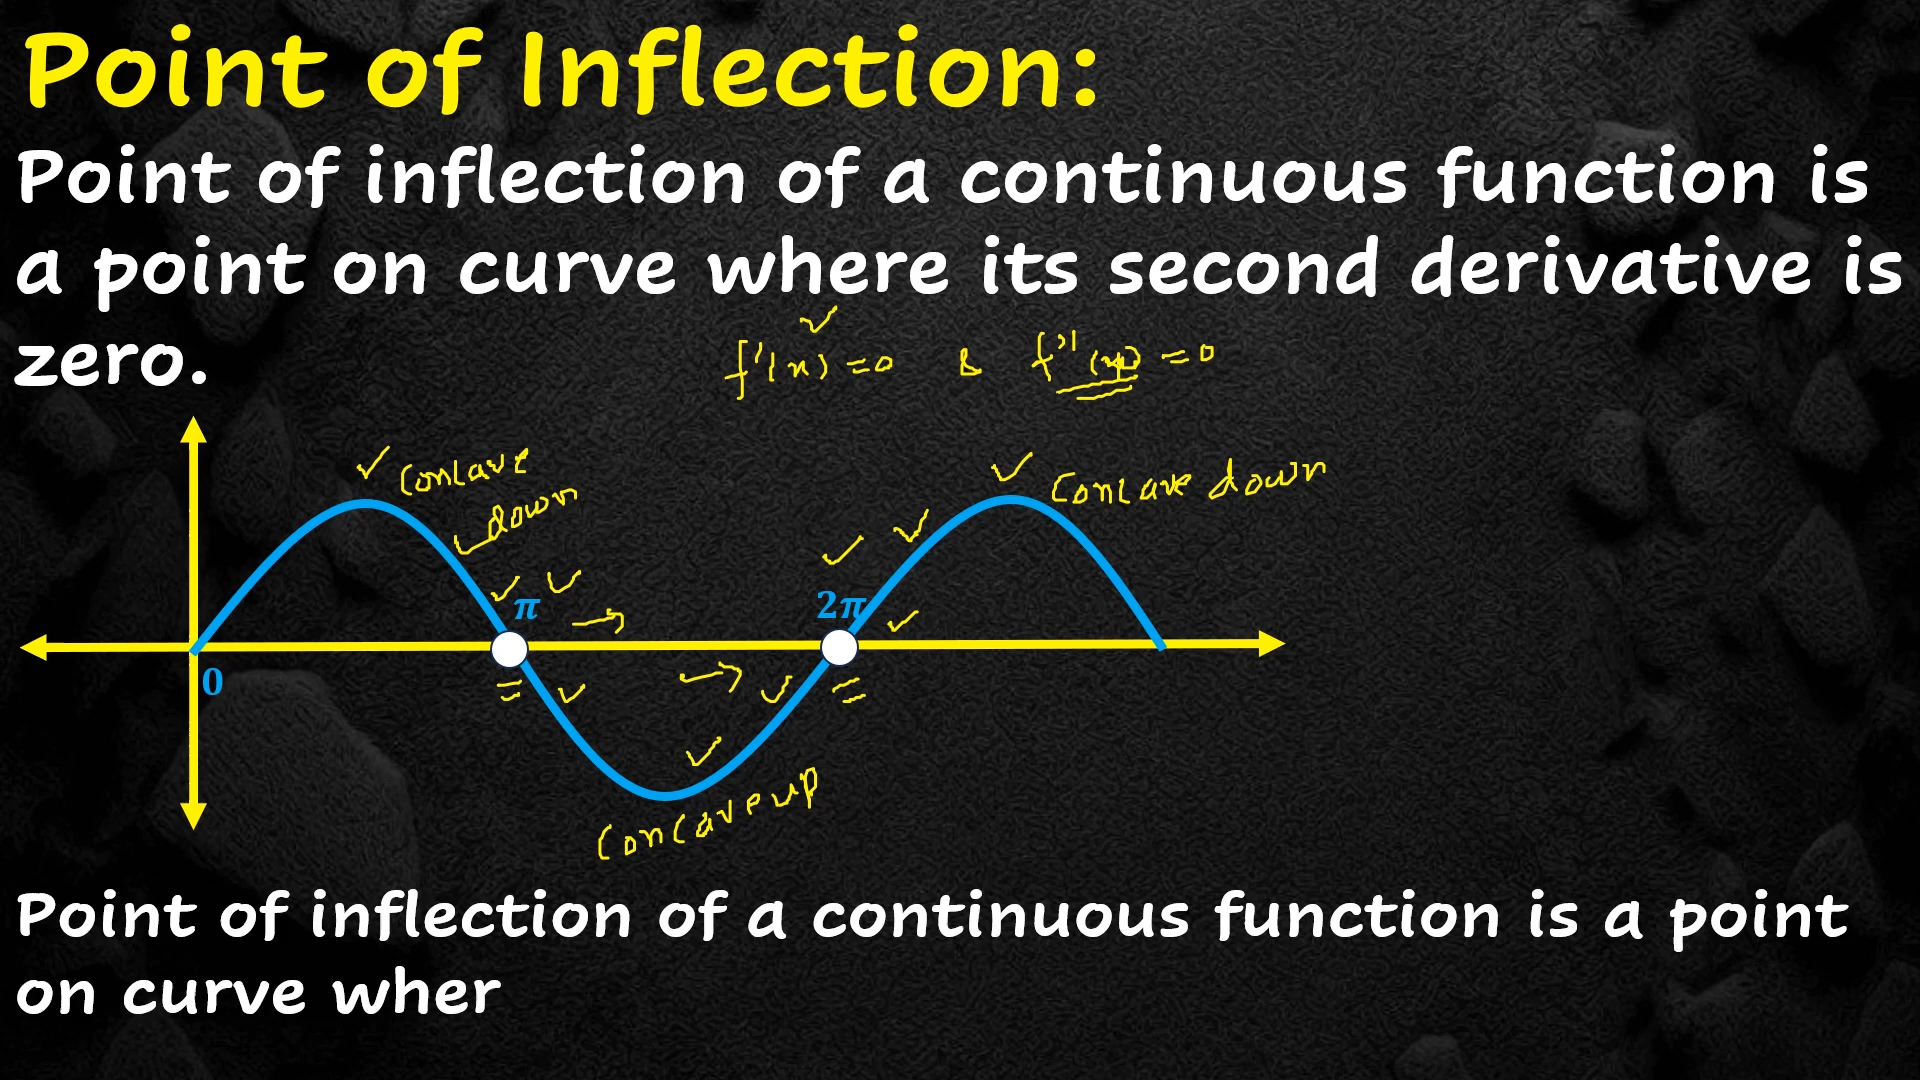 Point of Inflection:
Point of inflection of a continuous function is
a point on curve where its second derivative is
zero.
f'(x) = 0 & f''(x) = 0
Concave
down
Concave down
π
2π
0
Concave up
Point of inflection of a continuous function is a point
on curve wher